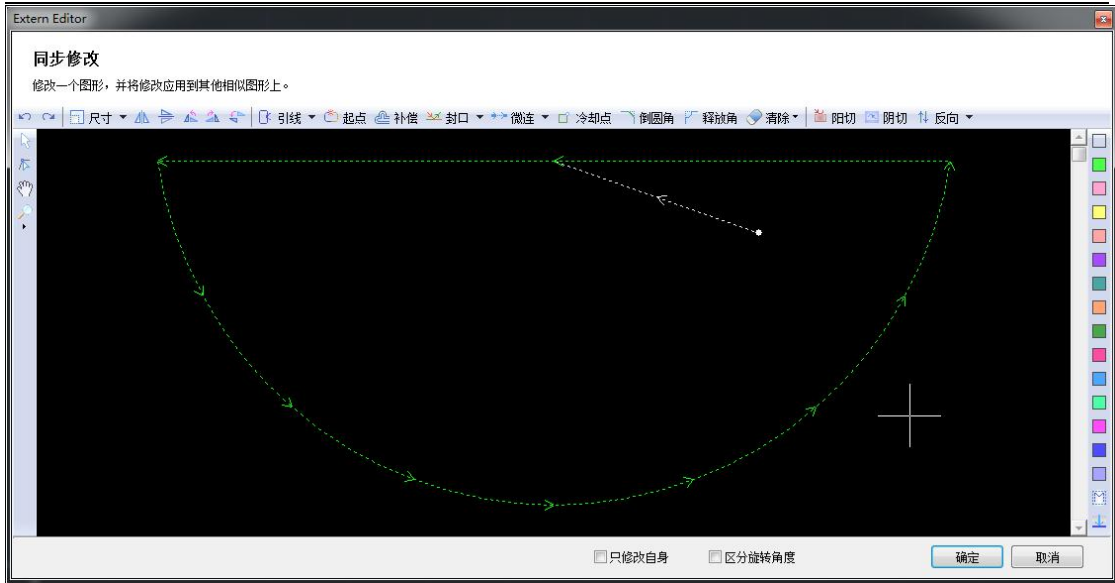 Extern Editor
同步修改
修改一个图形，并将修改应用到其他相似图形上。
尺寸 引线 起点 补偿 封口 微连 冷却点 倒圆角 释放角 清除 阳切 阴切 反向
只修改自身 区分旋转角度 确定 取消